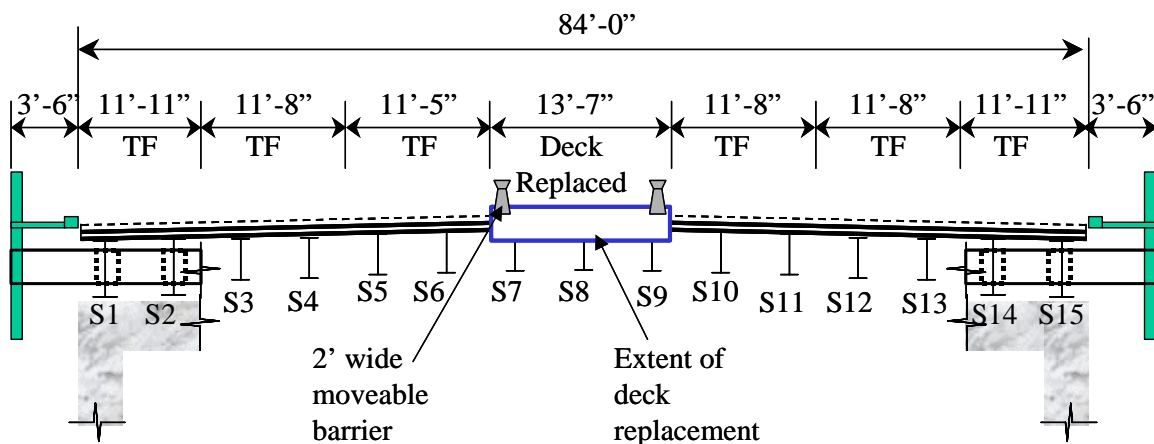 84’-0”
3’-6” 11’-11” 11’-8” 11’-5” 13’-7” 11’-8” 11’-8” 11’-11” 3’-6”
TF TF TF Deck TF TF TF
Replaced
S1 S2 S3 S4 S5 S6 S7 S8 S9 S10 S11 S12 S13 S14 S15
2’ wide
moveable
barrier
Extent of
deck
replacement